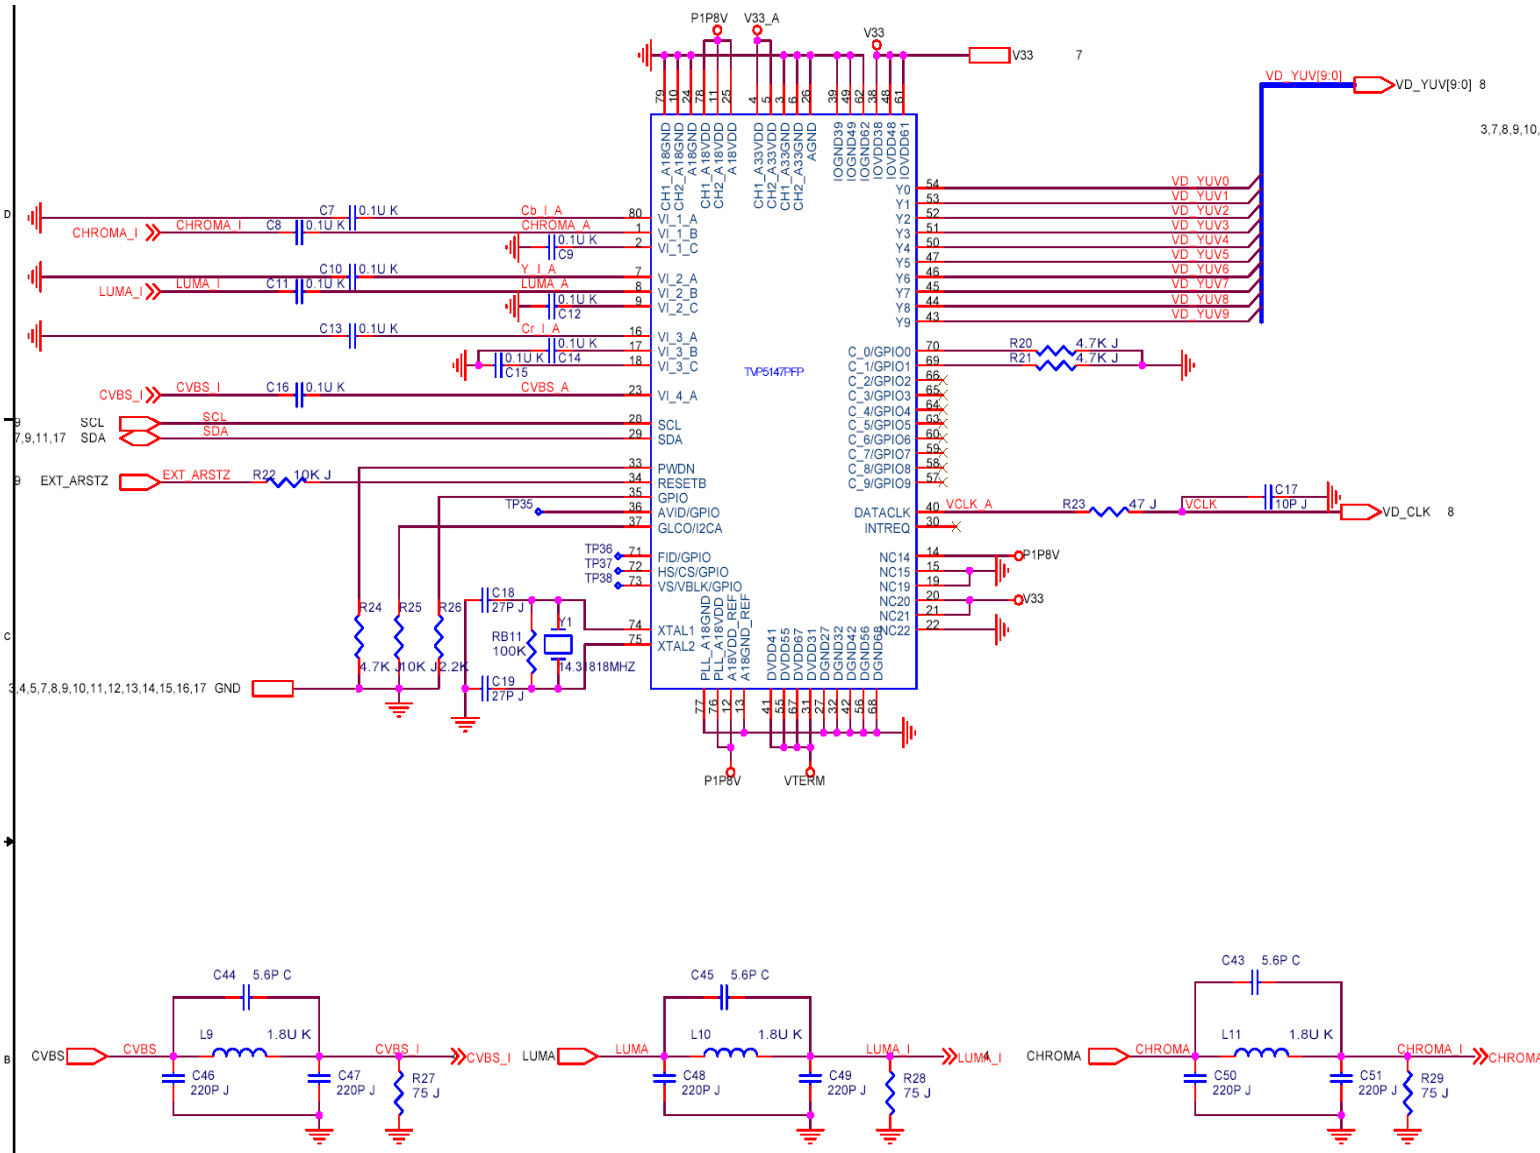 P1P8V V33_A V33
V33 7
VD_YUV[9:0] VD_YUV[9:0] 8
3,7,8,9,10,
79 10 24 78 11 25 4 5 3 6 26 39 49 62 38 48 61
CH1_A18GND CH2_A18GND A18GND CH1_A18VDD CH2_A18VDD A18VDD CH1_A33VDD CH2_A33VDD CH1_A33GND CH2_A33GND AGND IOGND39 IOGND49 IOGND62 IOVDD38 IOVDD48 IOVDD61
Y0 54 VD_YUV0
Y1 53 VD_YUV1
D C7 0.1U K Cb_I_A 80 VI_1_A Y2 52 VD_YUV2
CHROMA_I CHROMA_I C8 0.1U K CHROMA_A 1 VI_1_B Y3 51 VD_YUV3
0.1U K C9 2 VI_1_C Y4 50 VD_YUV4
Y5 47 VD_YUV5
C10 0.1U K Y_I_A 7 VI_2_A Y6 46 VD_YUV6
LUMA_I LUMA_I C11 0.1U K LUMA_A 8 VI_2_B Y7 45 VD_YUV7
0.1U K C12 9 VI_2_C Y8 44 VD_YUV8
Y9 43 VD_YUV9
C13 0.1U K Cr_I_A 16 VI_3_A
0.1U K C14 17 VI_3_B C_0/GPIO0 70 R20 4.7K J
0.1U K C15 18 VI_3_C C_1/GPIO1 69 R21 4.7K J
TVP5147PFP
C_2/GPIO2 66
CVBS_I CVBS_I C16 0.1U K CVBS_A 23 VI_4_A C_3/GPIO3 65
C_4/GPIO4 64
9 SCL SCL 28 SCL C_5/GPIO5 63
7,9,11,17 SDA SDA 29 SDA C_6/GPIO6 60
C_7/GPIO7 59
33 PWDN C_8/GPIO8 58
9 EXT_ARSTZ EXT_ARSTZ R22 10K J 34 RESETB C_9/GPIO9 57
35 GPIO
TP35 36 AVID/GPIO DATACLK 40 VCLK_A R23 47 J VCLK C17 10P J VD_CLK 8
37 GLCO/I2CA INTREQ 30
TP36 71 FID/GPIO NC14 14 P1P8V
TP37 72 HS/CS/GPIO NC15 15
TP38 73 VS/VBLK/GPIO NC19 19
C18 27P J NC20 20 V33
R24 R25 R26 NC21 21
C Y1 74 XTAL1 NC22 22
RB11 100K 75 XTAL2
4.7K J 10K J 2.2K 14.31818MHZ
PLL_A18GND PLL_A18VDD A18VDD_REF A18GND_REF DVDD41 DVDD55 DVDD67 DVDD31 DGND27 DGND32 DGND42 DGND56 DGND68
3,4,5,7,8,9,10,11,12,13,14,15,16,17 GND C19 27P J
77 76 12 13 41 55 67 31 27 32 42 56 68
P1P8V VTERM
C44 5.6P C C45 5.6P C C43 5.6P C
L9 1.8U K L10 1.8U K L11 1.8U K
B CVBS CVBS CVBS_I CVBS_I LUMA LUMA LUMA_I LUMA_I 4 CHROMA CHROMA CHROMA_I CHROMA
C46 220P J C47 220P J R27 75 J C48 220P J C49 220P J R28 75 J C50 220P J C51 220P J R29 75 J